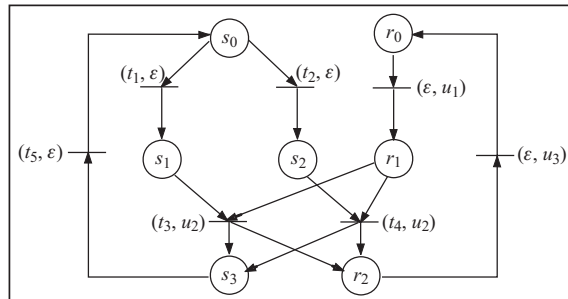 s₀ r₀
(t₁, ε) (t₂, ε) (ε, u₁)
(t₅, ε) s₁ s₂ r₁ (ε, u₃)
(t₃, u₂) (t₄, u₂)
s₃ r₂